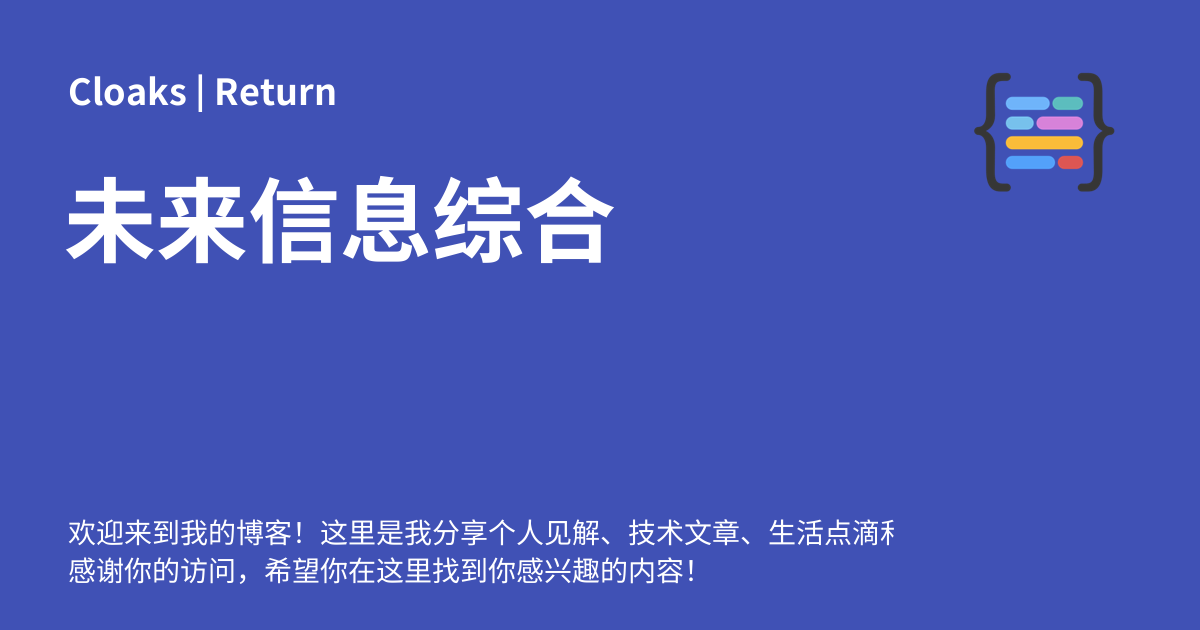 Cloaks | Return
未来信息综合
欢迎来到我的博客！这里是我分享个人见解、技术文章、生活点滴
感谢你的访问，希望你在这里找到你感兴趣的内容！